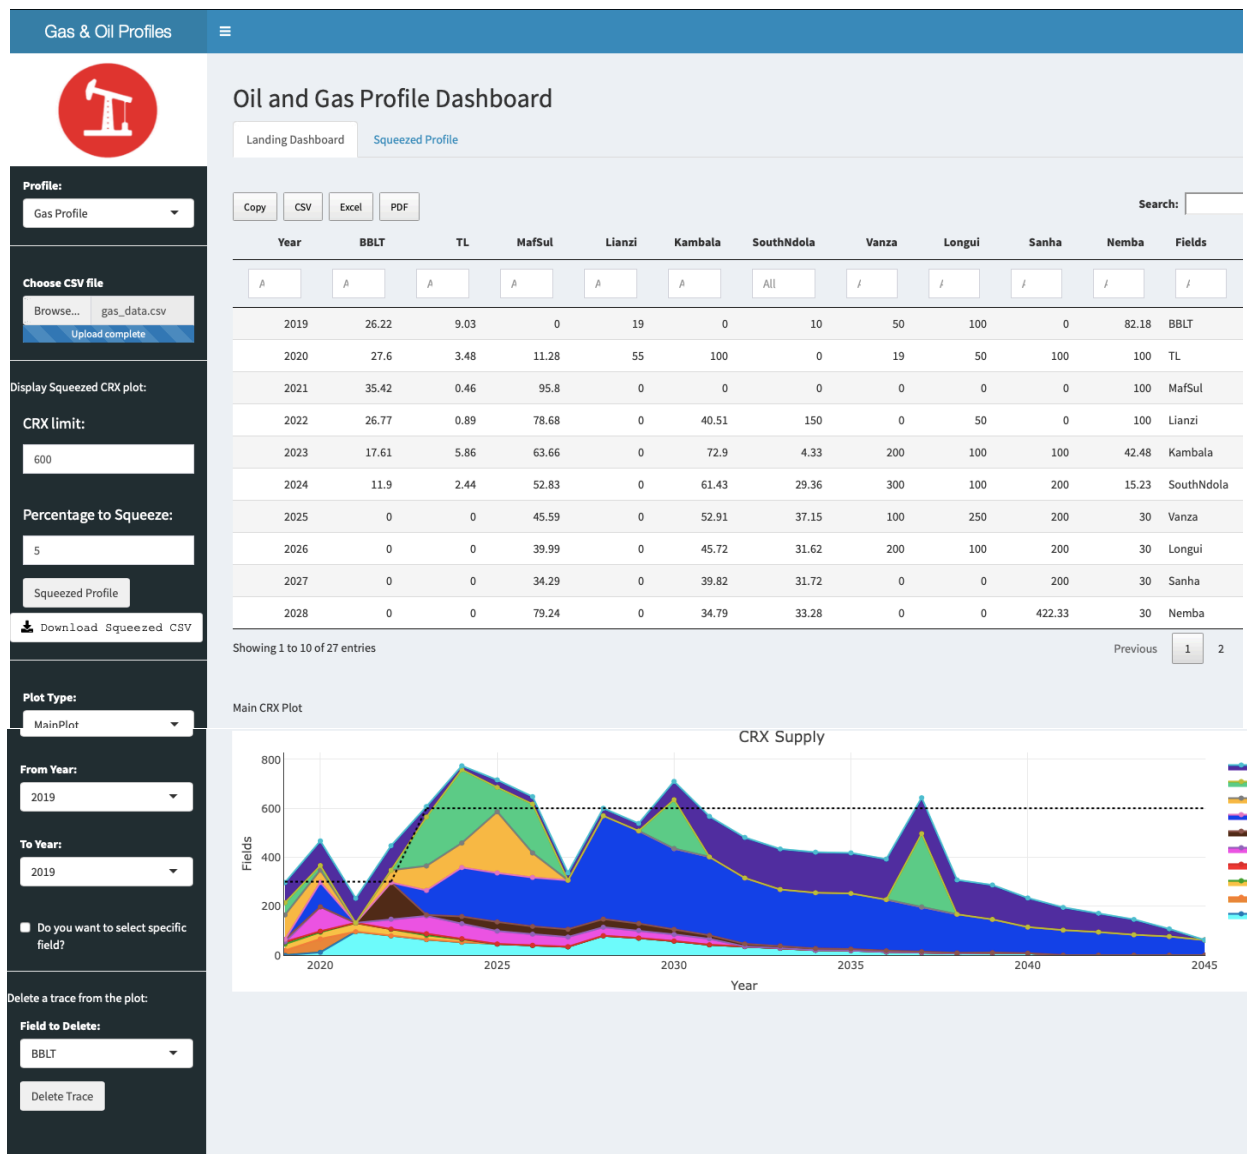 Gas & Oil Profiles
Oil and Gas Profile Dashboard
Landing Dashboard Squeezed Profile
Profile:
Gas Profile
Choose CSV file
Browse... gas_data.csv
Upload complete
Display Squeezed CRX plot:
CRX limit:
600
Percentage to Squeeze:
5
Squeezed Profile
Download Squeezed CSV
Plot Type:
MainPlot
From Year:
2019
To Year:
2019
Do you want to select specific
field?
Delete a trace from the plot:
Field to Delete:
BBLT
Delete Trace
Copy CSV Excel PDF
Search:
Year BBLT TL MafSul Lianzi Kambala SouthNdola Vanza Longui Sanha Nemba Fields
All
2019 26.22 9.03 0 19 0 10 50 100 0 82.18 BBLT
2020 27.6 3.48 11.28 55 100 0 19 50 100 100 TL
2021 35.42 0.46 95.8 0 0 0 0 0 0 100 MafSul
2022 26.77 0.89 78.68 0 40.51 150 0 50 0 100 Lianzi
2023 17.61 5.86 63.66 0 72.9 4.33 200 100 100 42.48 Kambala
2024 11.9 2.44 52.83 0 61.43 29.36 300 100 200 15.23 SouthNdola
2025 0 0 45.59 0 52.91 37.15 100 250 200 30 Vanza
2026 0 0 39.99 0 45.72 31.62 200 100 200 30 Longui
2027 0 0 34.29 0 39.82 31.72 0 0 200 30 Sanha
2028 0 0 79.24 0 34.79 33.28 0 0 422.33 30 Nemba
Showing 1 to 10 of 27 entries
Previous 1 2
Main CRX Plot
CRX Supply
800
600
400
200
0
Fields
2020 2025 2030 2035 2040 2045
Year